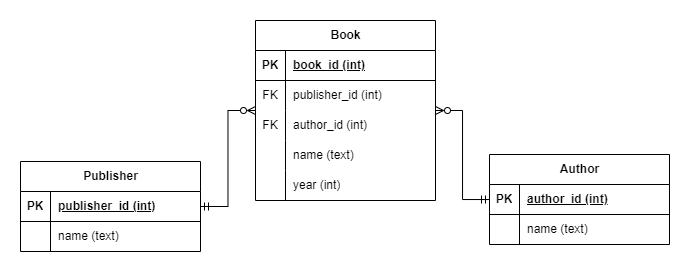 Book
PK book_id (int)
FK publisher_id (int)
FK author_id (int)
name (text)
year (int)
Publisher
PK publisher_id (int)
name (text)
Author
PK author_id (int)
name (text)